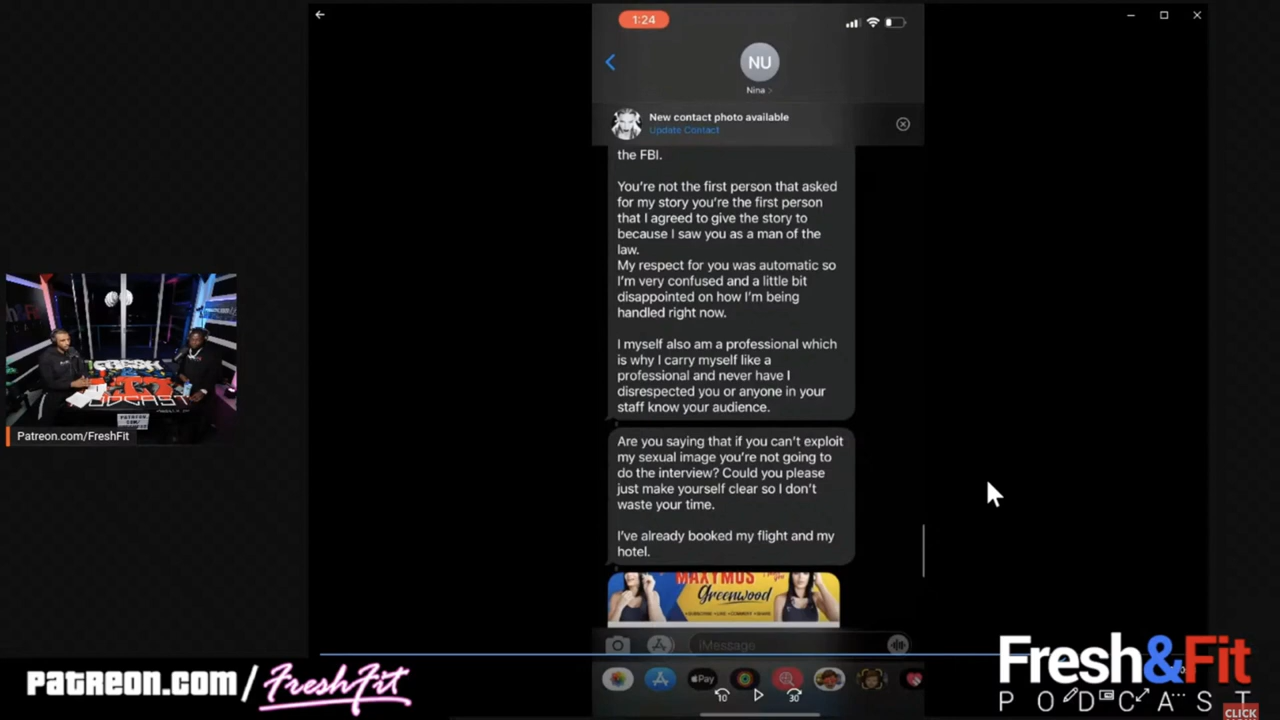 1:24
NU
Nina >
New contact photo available
Update Contact
the FBI.
You're not the first person that asked
for my story you're the first person
that I agreed to give the story to
because I saw you as a man of the
law.
My respect for you was automatic so
I'm very confused and a little bit
disappointed on how I'm being
handled right now.
I myself also am a professional which
is why I carry myself like a
professional and never have I
disrespected you or anyone in your
staff know your audience.
Are you saying that if you can't exploit
my sexual image you're not going to
do the interview? Could you please
just make yourself clear so I don't
waste your time.
I've already booked my flight and my
hotel.
MAXYMUS
Greenwood
iMessage
Pay
10
30
FRESH
&
FIT
PODCAST
Patreon.com/FreshFit
PATREON.COM/FRESHFIT
Fresh&Fit
PODCAST
CLICK